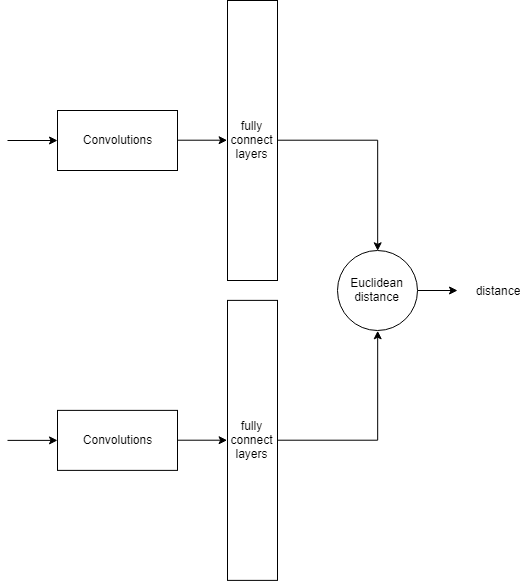 Convolutions
fully
connect
layers
Euclidean
distance
distance
Convolutions
fully
connect
layers